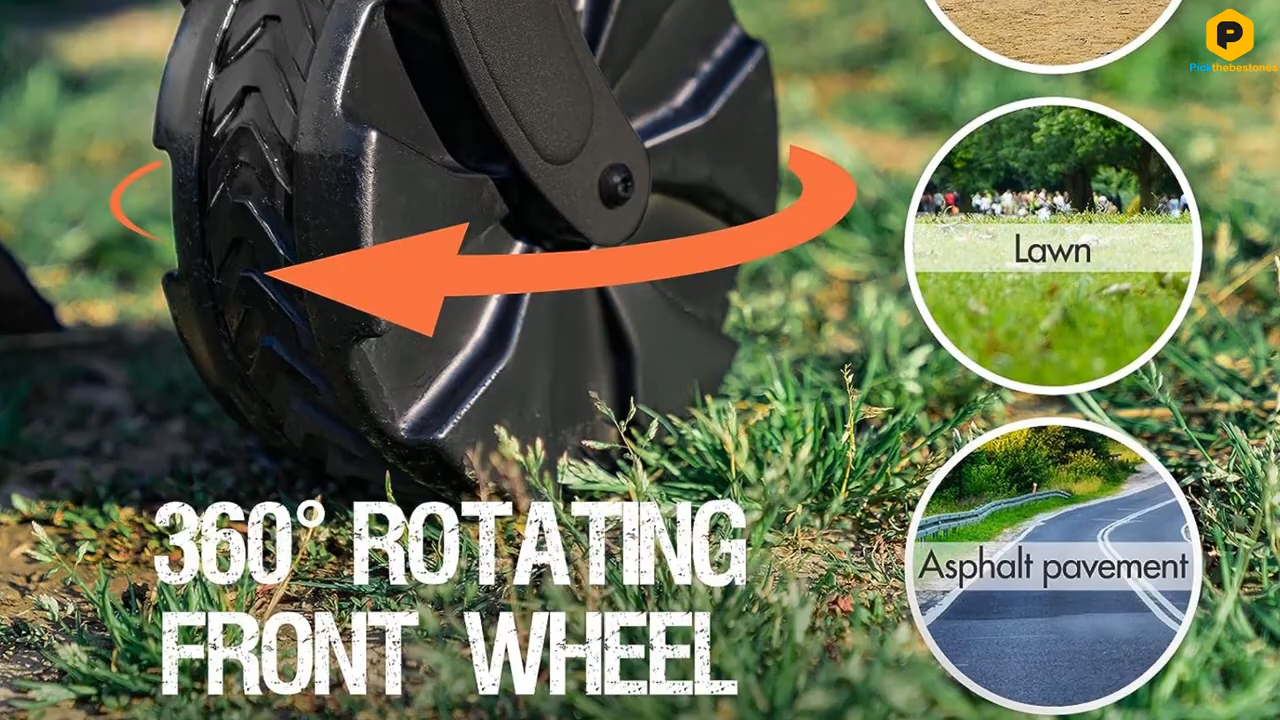 P
Pickthebestones
Lawn
Asphalt pavement
360° ROTATING
FRONT WHEEL